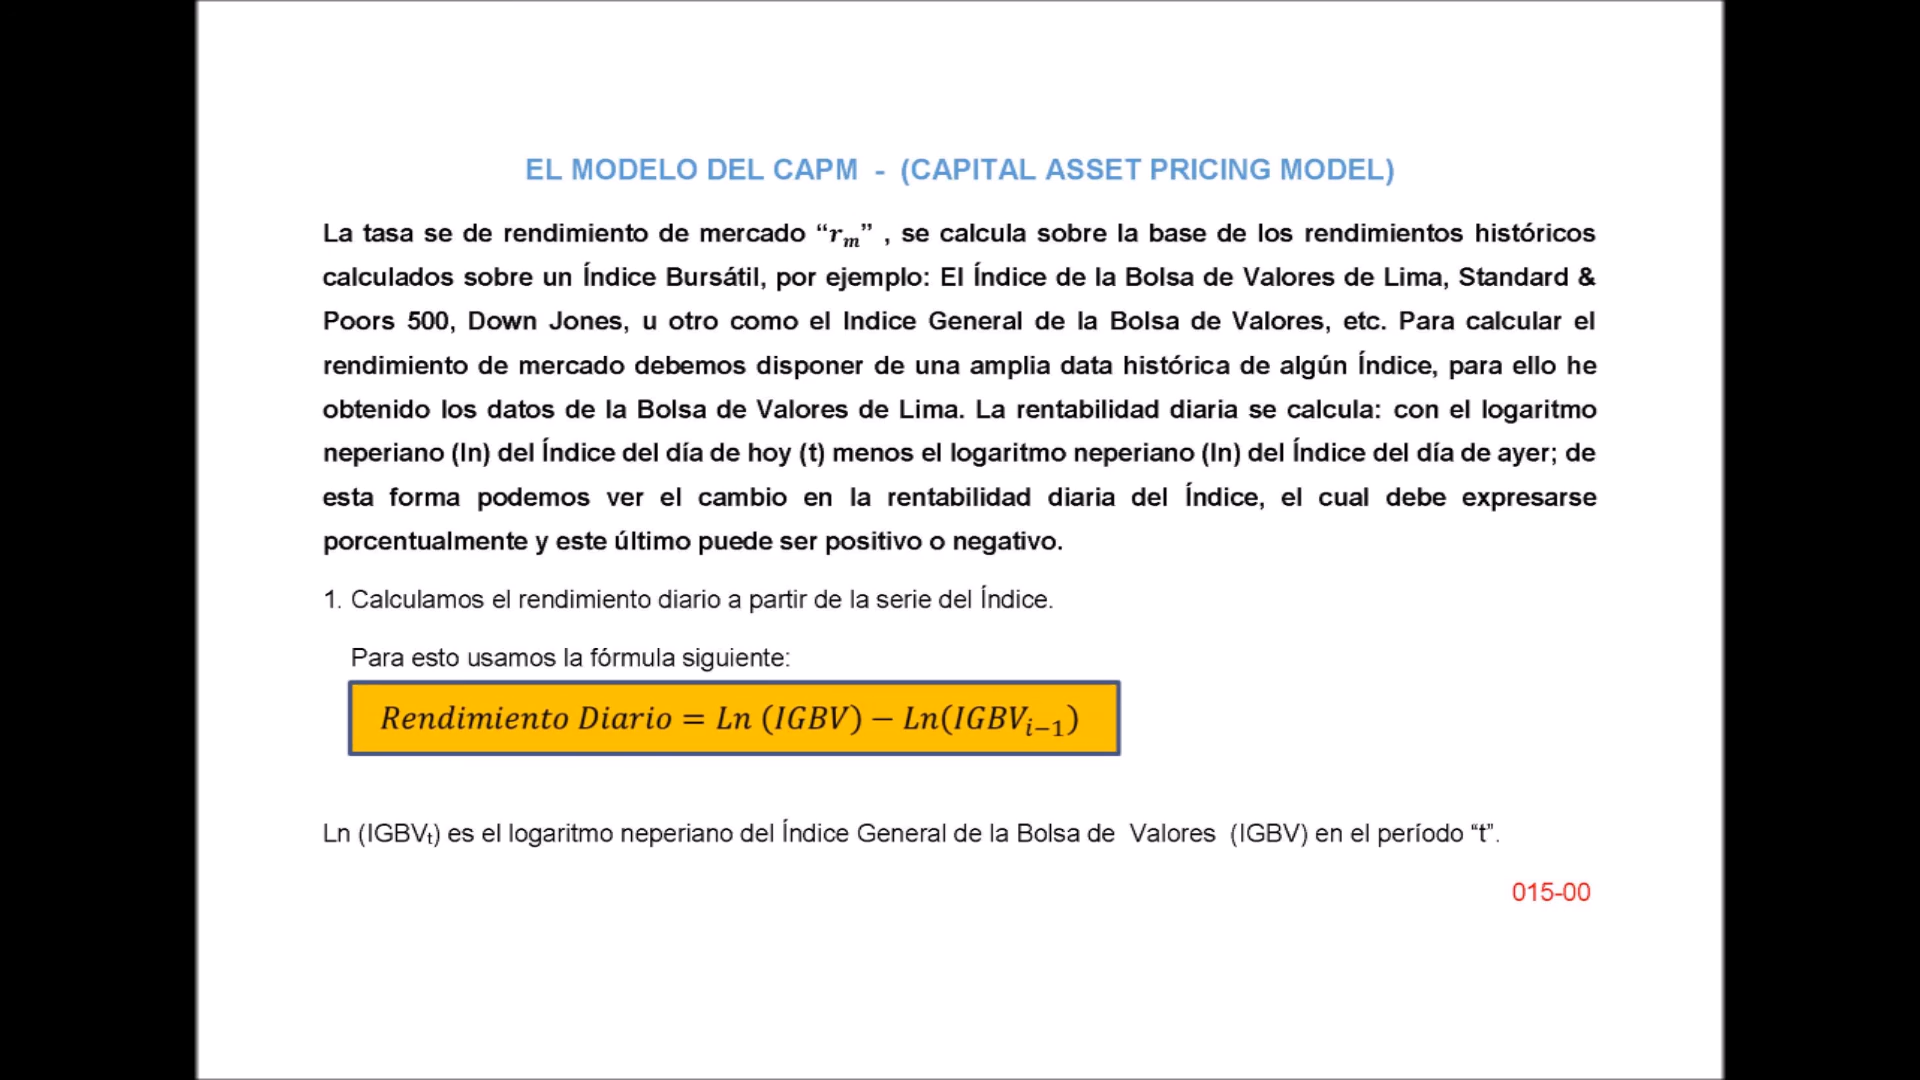 EL MODELO DEL CAPM - (CAPITAL ASSET PRICING MODEL)
La tasa se de rendimiento de mercado “rₘ” , se calcula sobre la base de los rendimientos históricos
calculados sobre un Índice Bursátil, por ejemplo: El Índice de la Bolsa de Valores de Lima, Standard &
Poors 500, Down Jones, u otro como el Indice General de la Bolsa de Valores, etc. Para calcular el
rendimiento de mercado debemos disponer de una amplia data histórica de algún Índice, para ello he
obtenido los datos de la Bolsa de Valores de Lima. La rentabilidad diaria se calcula: con el logaritmo
neperiano (ln) del Índice del día de hoy (t) menos el logaritmo neperiano (ln) del Índice del día de ayer; de
esta forma podemos ver el cambio en la rentabilidad diaria del Índice, el cual debe expresarse
porcentualmente y este último puede ser positivo o negativo.
1. Calculamos el rendimiento diario a partir de la serie del Índice.
Para esto usamos la fórmula siguiente:
Rendimiento Diario = Ln (IGBV) − Ln(IGBVᵢ₋₁)
Ln (IGBVₜ) es el logaritmo neperiano del Índice General de la Bolsa de Valores (IGBV) en el período “t”.
015-00